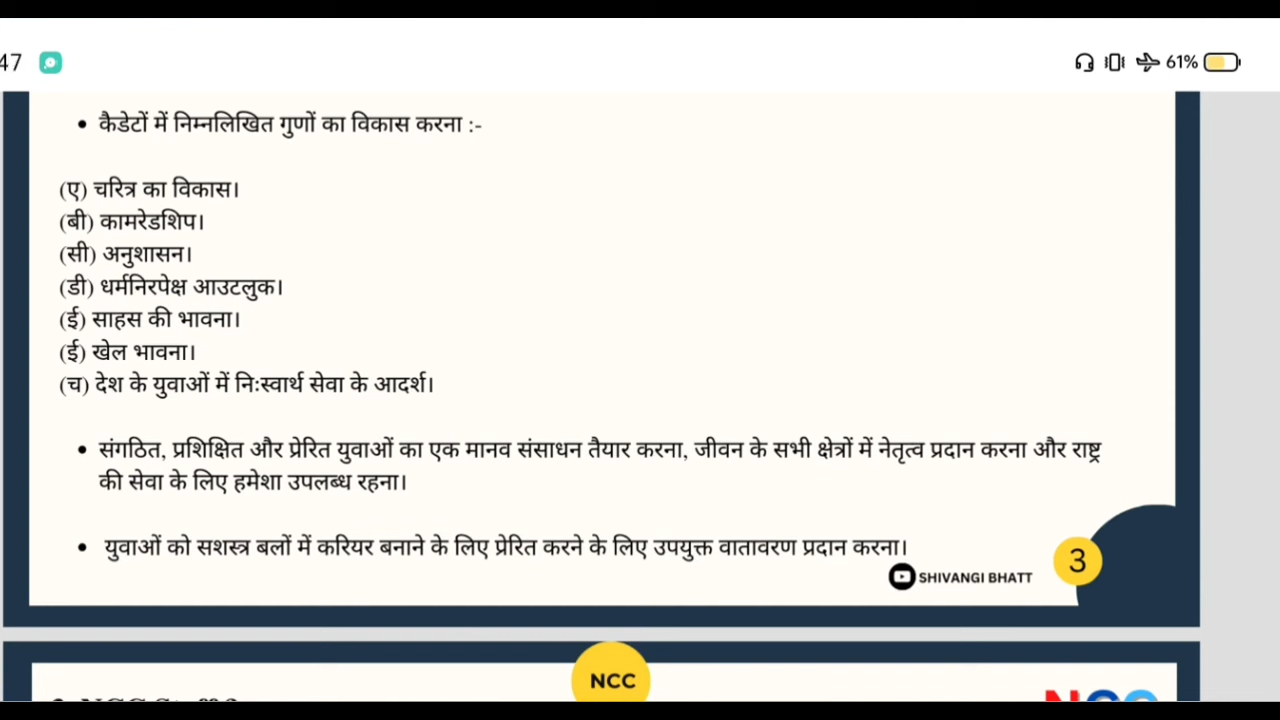 47
61%
• कैडेटों में निम्नलिखित गुणों का विकास करना :-
(ए) चरित्र का विकास।
(बी) कामरेडशिप।
(सी) अनुशासन।
(डी) धर्मनिरपेक्ष आउटलुक।
(ई) साहस की भावना।
(ई) खेल भावना।
(च) देश के युवाओं में निःस्वार्थ सेवा के आदर्श।
• संगठित, प्रशिक्षित और प्रेरित युवाओं का एक मानव संसाधन तैयार करना, जीवन के सभी क्षेत्रों में नेतृत्व प्रदान करना और राष्ट्र
की सेवा के लिए हमेशा उपलब्ध रहना।
• युवाओं को सशस्त्र बलों में करियर बनाने के लिए प्रेरित करने के लिए उपयुक्त वातावरण प्रदान करना।
SHIVANGI BHATT
3
NCC